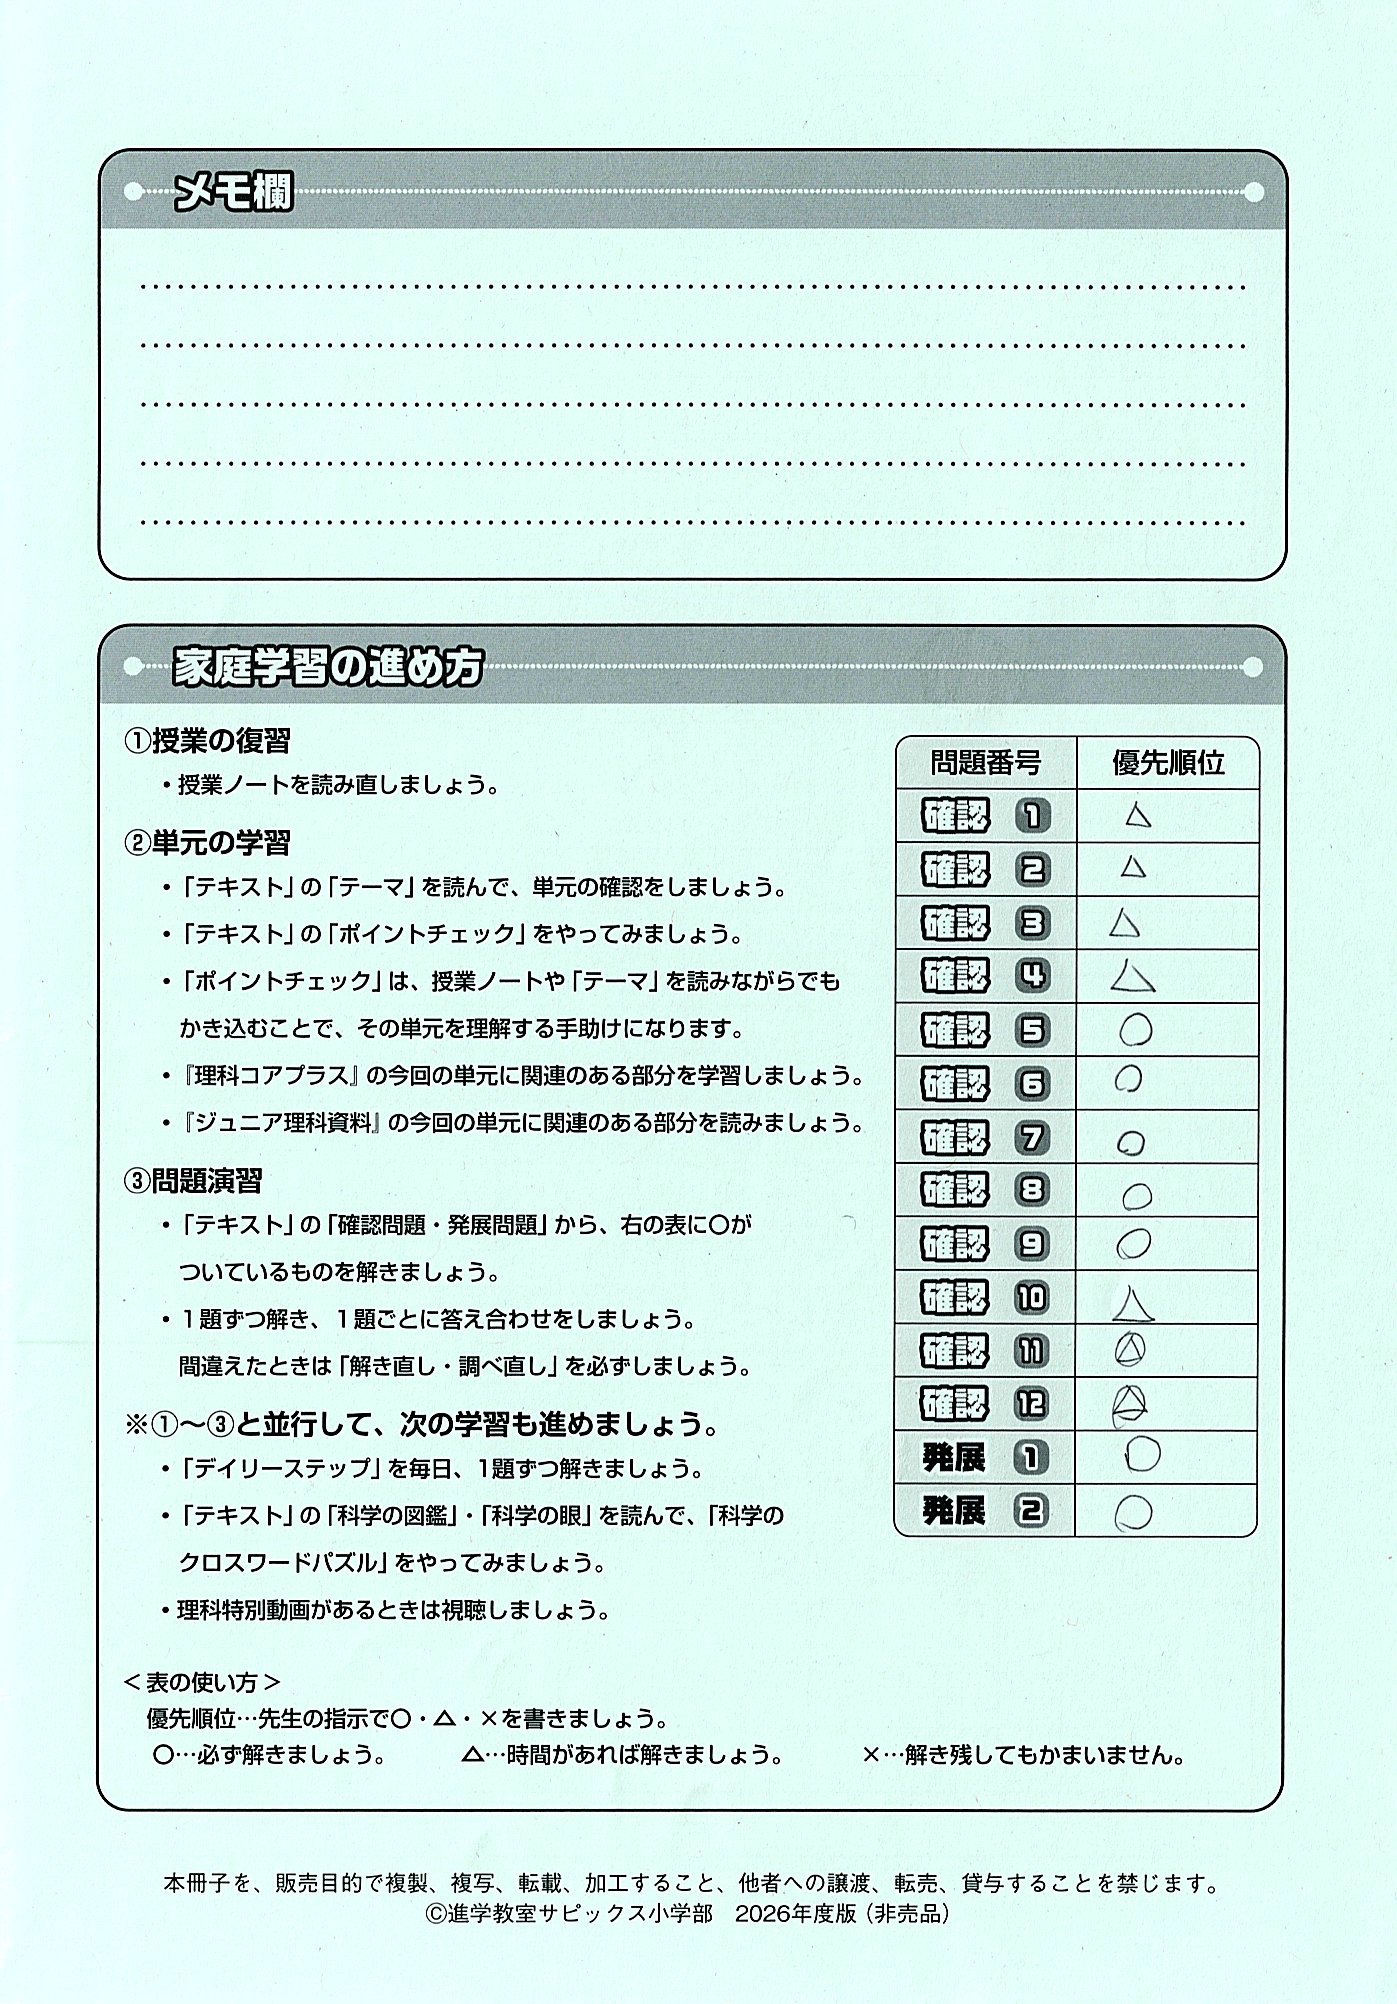 メモ欄
家庭学習の進め方
①授業の復習
・授業ノートを読み直しましょう。
②単元の学習
・「テキスト」の「テーマ」を読んで、単元の確認をしましょう。
・「テキスト」の「ポイントチェック」をやってみましょう。
・「ポイントチェック」は、授業ノートや「テーマ」を読みながらでも
かき込むことで、その単元を理解する手助けになります。
・『理科コアプラス』の今回の単元に関連のある部分を学習しましょう。
・『ジュニア理科資料』の今回の単元に関連のある部分を読みましょう。
③問題演習
・「テキスト」の「確認問題・発展問題」から、右の表に〇が
ついているものを解きましょう。
・1題ずつ解き、1題ごとに答え合わせをしましょう。
間違えたときは「解き直し・調べ直し」を必ずしましょう。
※①～③と並行して、次の学習も進めましょう。
・「デイリーステップ」を毎日、1題ずつ解きましょう。
・「テキスト」の「科学の図鑑」・「科学の眼」を読んで、「科学の
クロスワードパズル」をやってみましょう。
・理科特別動画があるときは視聴しましょう。
問題番号 優先順位
確認 1 △
確認 2 △
確認 3 △
確認 4 △
確認 5 〇
確認 6 〇
確認 7 〇
確認 8 〇
確認 9 〇
確認 10 △
確認 11 〇△
確認 12 〇△
発展 1 〇
発展 2 〇
＜表の使い方＞
優先順位…先生の指示で〇・△・×を書きましょう。
〇…必ず解きましょう。 △…時間があれば解きましょう。 ×…解き残してもかまいません。
本冊子を、販売目的で複製、複写、転載、加工すること、他者への譲渡、転売、貸与することを禁じます。
©進学教室サピックス小学部 2026年度版（非売品）